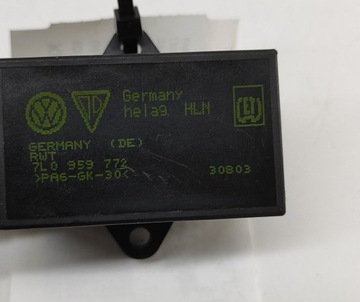 Germany
hela9 HLN
GERMANY (DE)
RWT
7L0 959 772
>PA6-GK-30< 30803